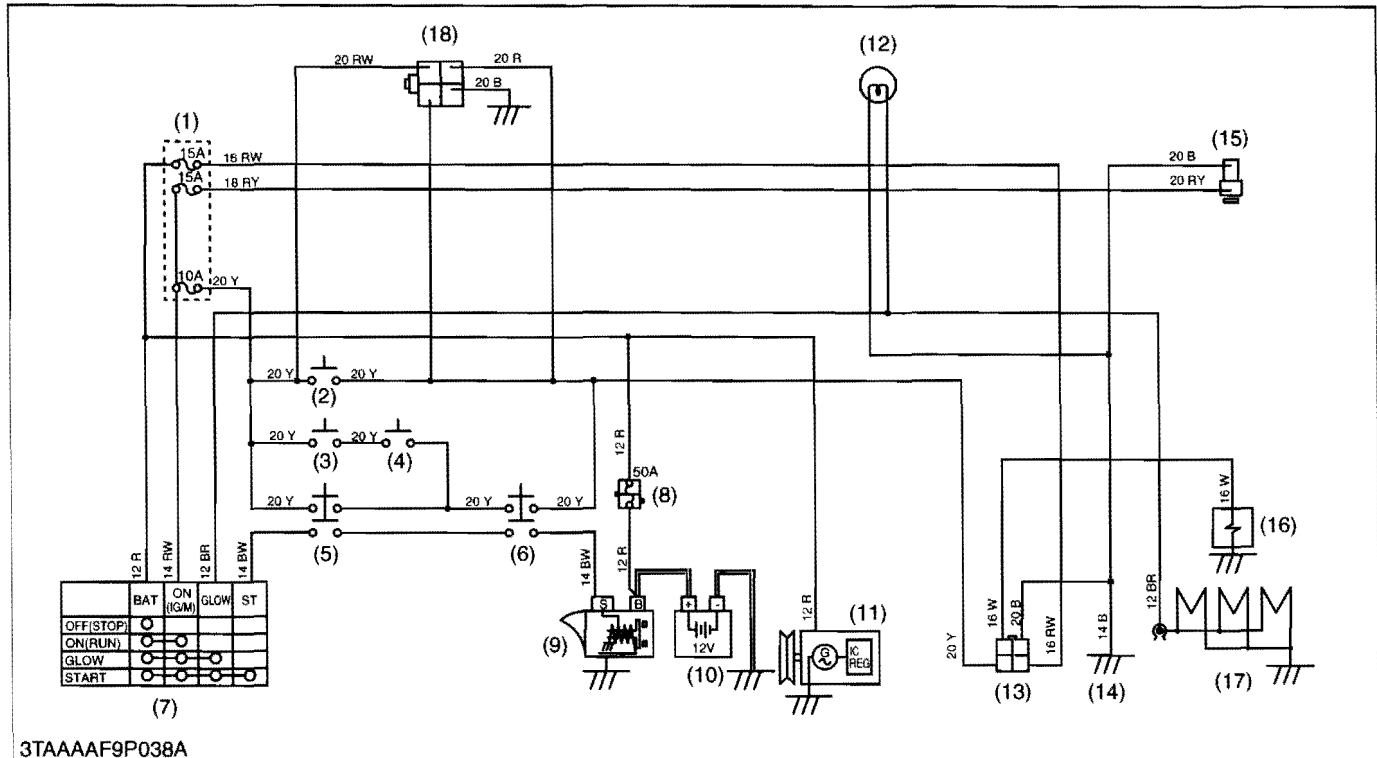 (18)
20 RW
20 R
20 B
(12)
(1)
15A
16 RW
15A
18 RY
(15)
20 B
20 RY
10A
20 Y
20 Y
20 Y
(2)
20 Y
20 Y
(3)
(4)
12 R
50A
(8)
20 Y
20 Y
20 Y
(5)
(6)
16 W
(16)
12 R
14 RW
12 BR
14 BW
14 BW
12 R
S
B
+
-
12V
(9)
(10)
12 R
(11)
G
IC
REG
20 Y
16 W
20 B
16 RW
(13)
14 B
(14)
12 BR
(17)
BAT
ON
(IG/M)
GLOW
ST
OFF(STOP)
ON(RUN)
GLOW
START
(7)
3TAAAAF9P038A